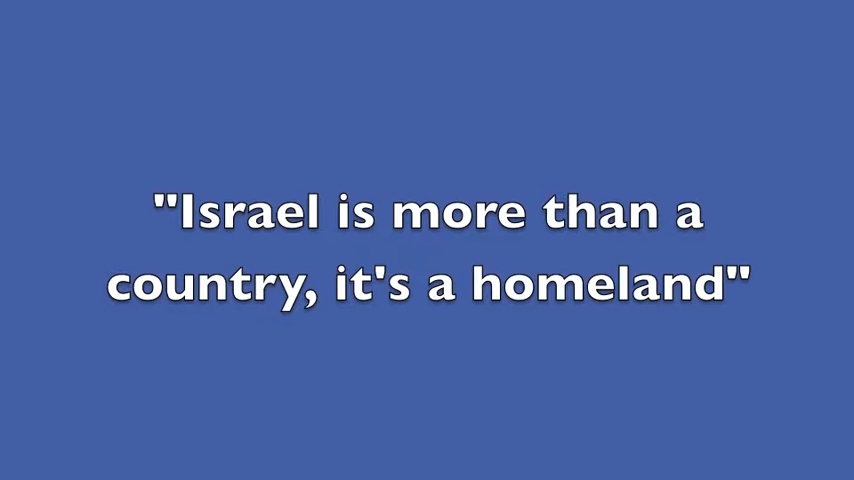 "Israel is more than a
country, it's a homeland"